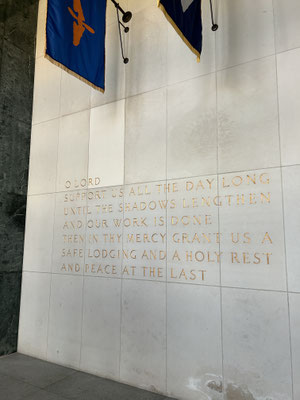 O LORD
SUPPORT US ALL THE DAY LONG
UNTIL THE SHADOWS LENGTHEN
AND OUR WORK IS DONE
THEN IN THY MERCY GRANT US A
SAFE LODGING AND A HOLY REST
AND PEACE AT THE LAST